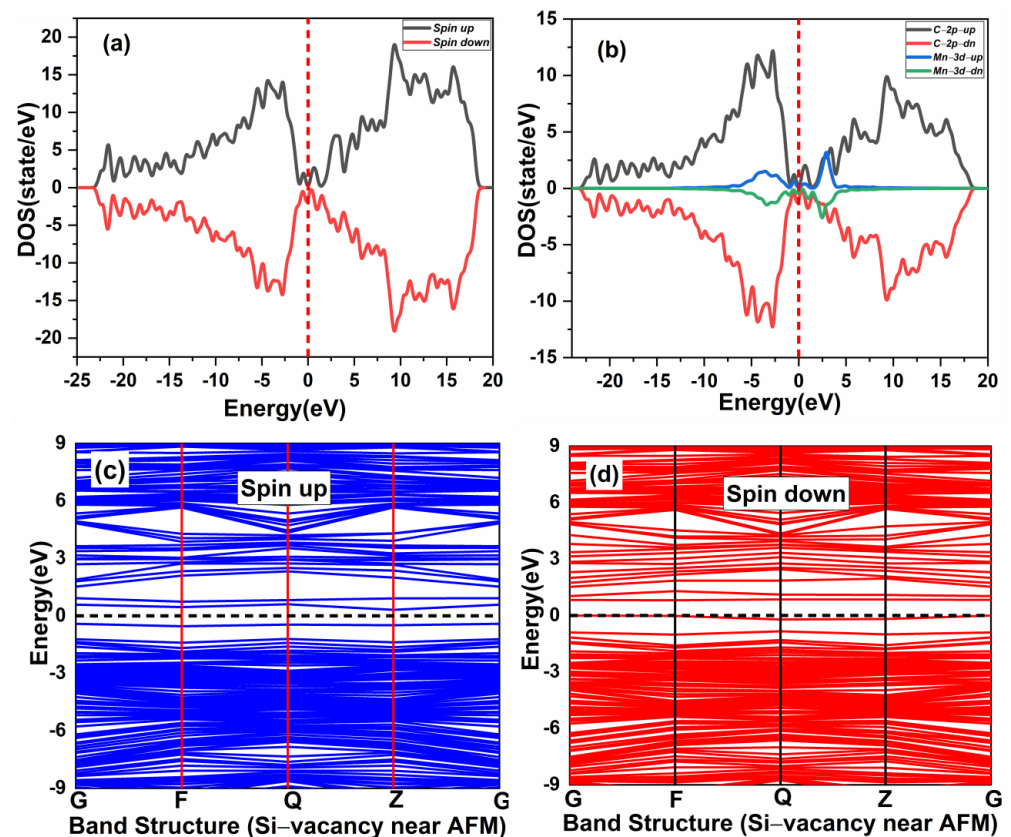 (a)
Spin up
Spin down
DOS(state/eV)
20
15
10
5
0
-5
-10
-15
-20
-25 -20 -15 -10 -5 0 5 10 15 20
Energy(eV)
(b)
C-2p-up
C-2p-dn
Mn-3d-up
Mn-3d-dn
DOS(state/eV)
15
10
5
0
-5
-10
-15
-20 -15 -10 -5 0 5 10 15 20
Energy(eV)
(c)
Spin up
Energy(eV)
9
6
3
0
-3
-6
-9
G F Q Z G
Band Structure (Si-vacancy near AFM)
(d)
Spin down
Energy(eV)
9
6
3
0
-3
-6
-9
G F Q Z G
Band Structure (Si-vacancy near AFM)